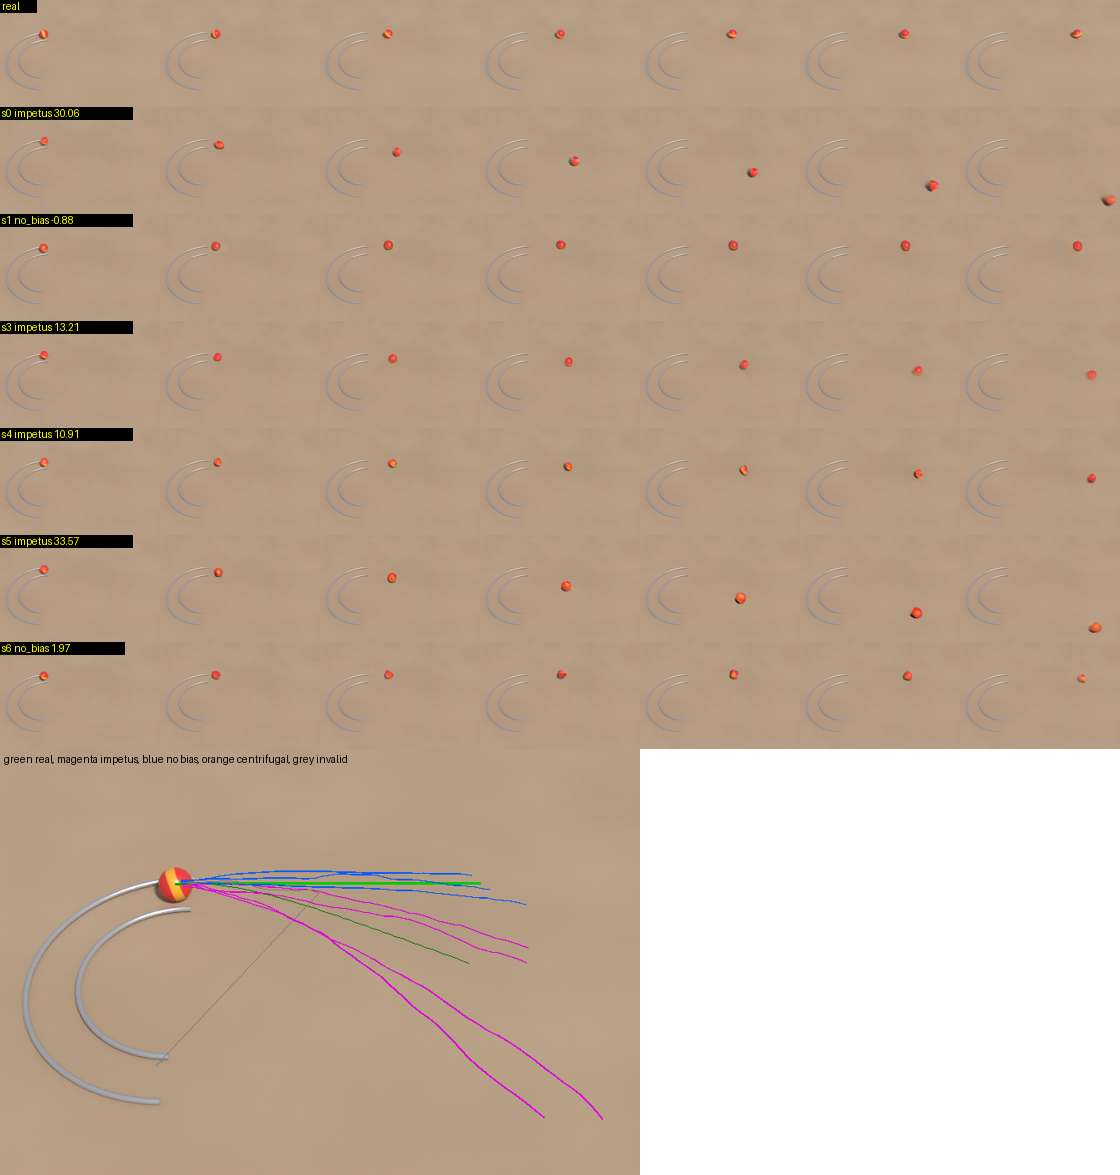 real
s0 impetus 30.06
s1 no_bias -0.88
s3 impetus 13.21
s4 impetus 10.91
s5 impetus 33.57
s6 no_bias 1.97
green real, magenta impetus, blue no bias, orange centrifugal, grey invalid